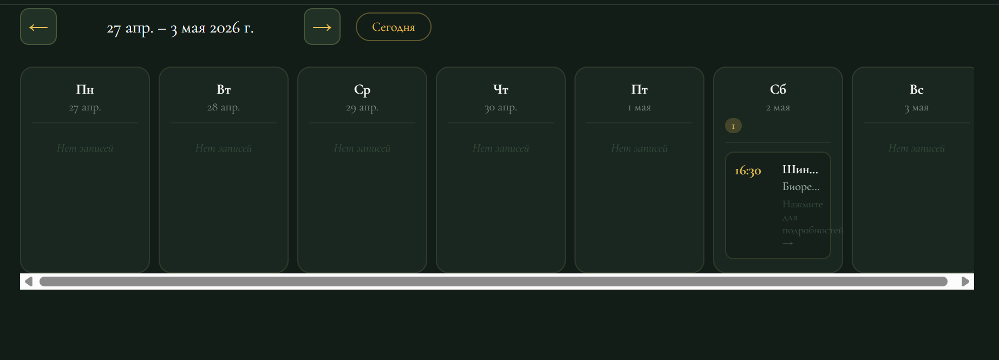 ← 27 апр. – 3 мая 2026 г. → Сегодня
Пн
27 апр.
Нет записей
Вт
28 апр.
Нет записей
Ср
29 апр.
Нет записей
Чт
30 апр.
Нет записей
Пт
1 мая
Нет записей
Сб
2 мая
1
16:30
Шин...
Биоре...
Нажмите
для
подробностей
→
Вс
3 мая
Нет записей